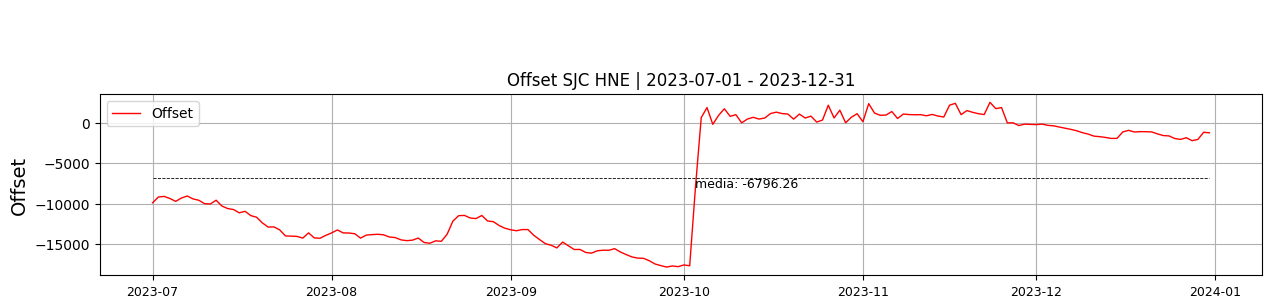 Offset SJC HNE | 2023-07-01 - 2023-12-31
Offset
Offset
0
−5000
−10000
−15000
media: -6796.26
2023-07
2023-08
2023-09
2023-10
2023-11
2023-12
2024-01